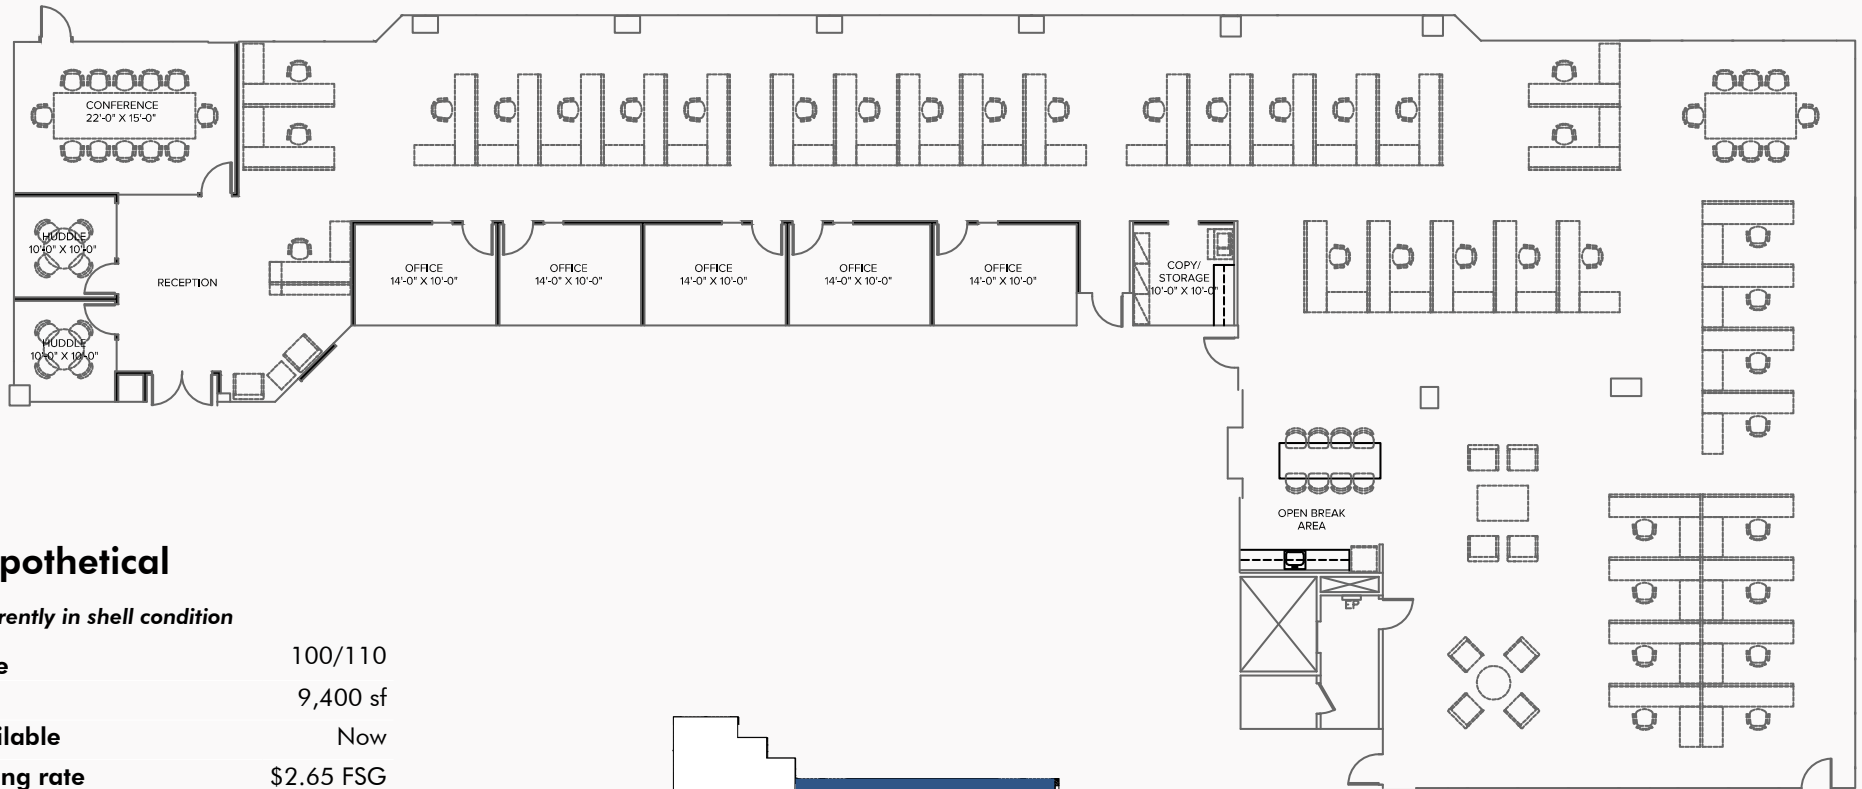 CONFERENCE
22'-0" X 15'-0"
HUDDLE
10'-0" X 10'-0"
RECEPTION
OFFICE
14'-0" X 10'-0"
OFFICE
14'-0" X 10'-0"
OFFICE
14'-0" X 10'-0"
OFFICE
14'-0" X 10'-0"
OFFICE
14'-0" X 10'-0"
COPY/
STORAGE
10'-0" X 10'-0"
HUDDLE
10'-0" X 10'-0"
OPEN BREAK
AREA
pothetical
rently in shell condition
e 100/110
9,400 sf
ilable Now
ng rate $2.65 FSG